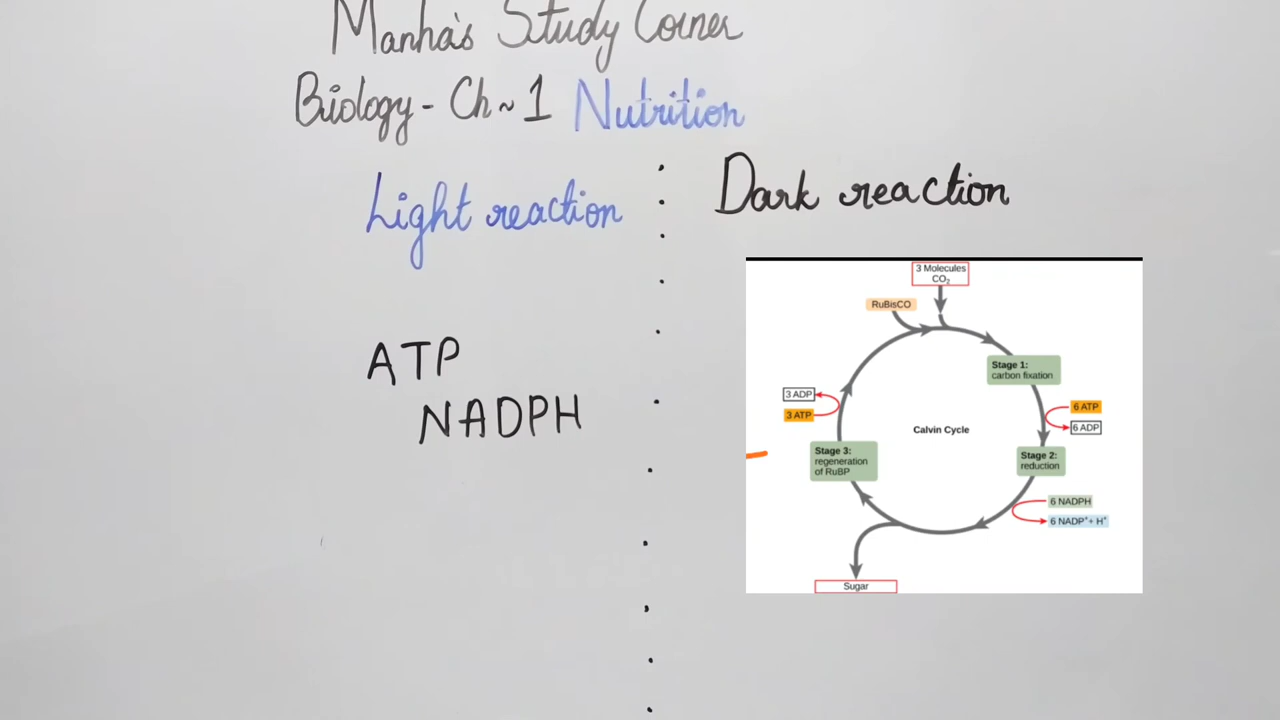 Manha's Study Corner
Biology - Ch ~ 1 Nutrition
Light reaction
Dark reaction
ATP
NADPH
3 Molecules
CO₂
RuBisCO
Stage 1:
carbon fixation
3 ADP
3 ATP
6 ATP
6 ADP
Calvin Cycle
Stage 3:
regeneration
of RuBP
Stage 2:
reduction
6 NADPH
6 NADP⁺+ H⁺
Sugar